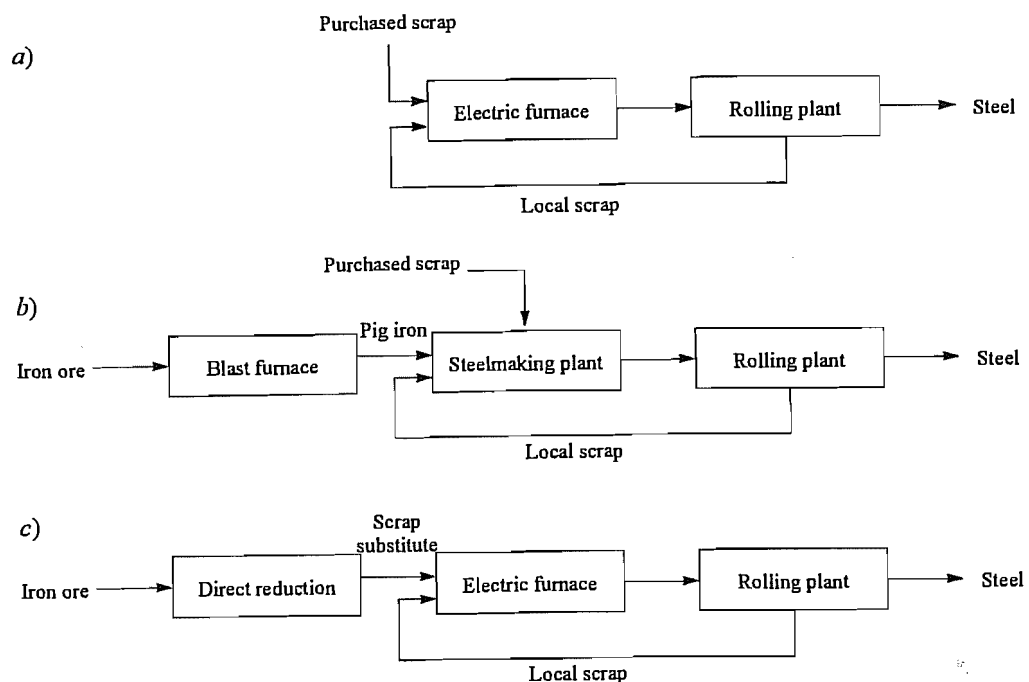 a)
Purchased scrap
Electric furnace
Rolling plant
Steel
Local scrap
b)
Purchased scrap
Iron ore
Blast furnace
Pig iron
Steelmaking plant
Rolling plant
Steel
Local scrap
c)
Iron ore
Direct reduction
Scrap
substitute
Electric furnace
Rolling plant
Steel
Local scrap